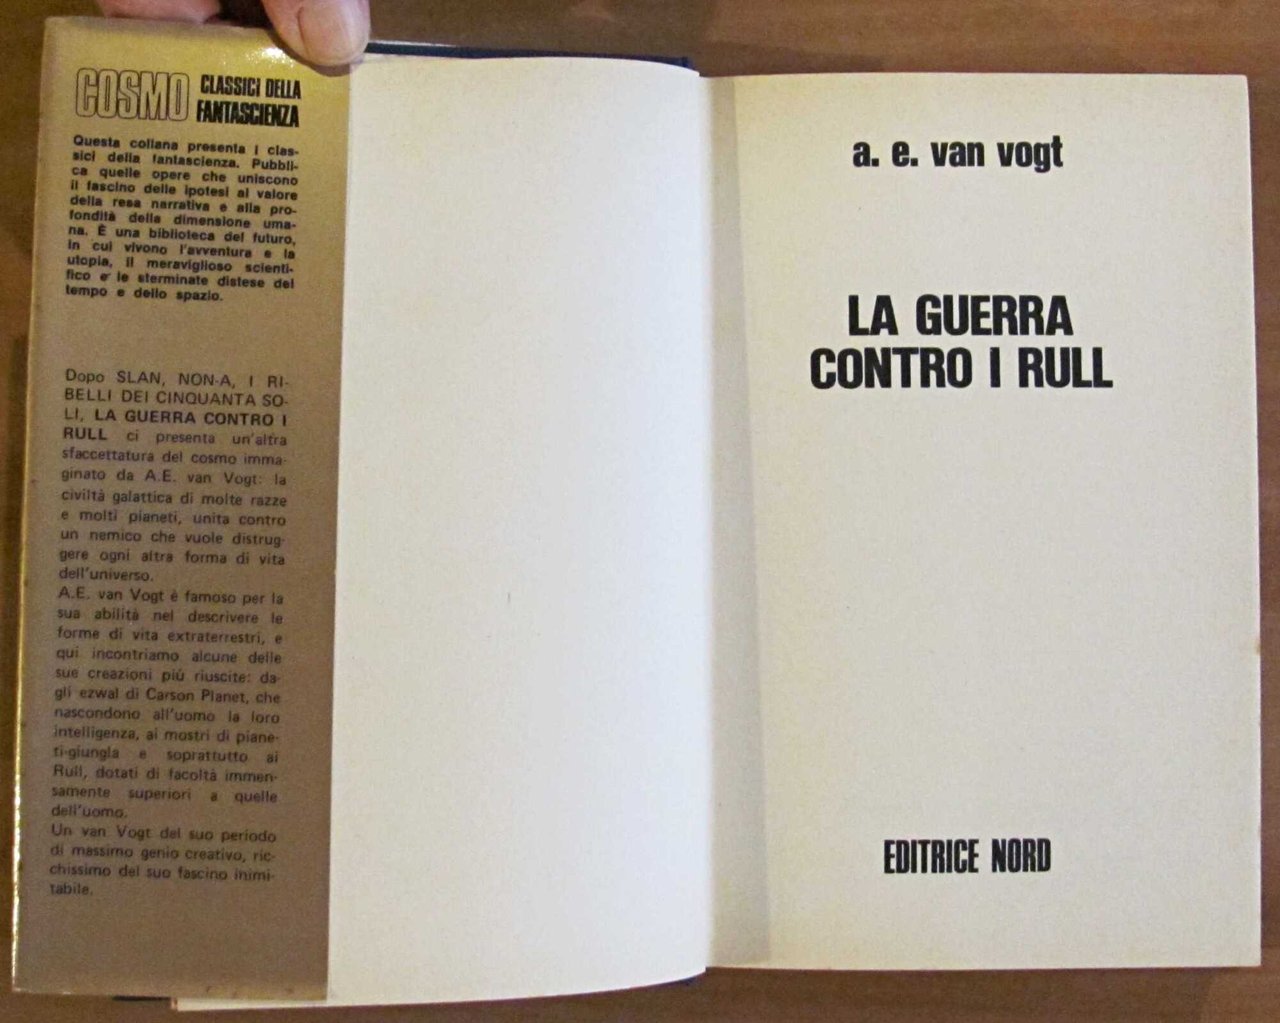 COSMO CLASSICI DELLA
FANTASCIENZA
Questa collana presenta i clas-
sici della fantascienza. Pubbli-
ca quelle opere che uniscono
il fascino delle ipotesi al valore
della resa narrativa e alla pro-
fondità della dimensione uma-
na. È una biblioteca del futuro,
in cui vivono l'avventura e la
utopia, il meraviglioso scienti-
fico e le sterminate distese del
tempo e dello spazio.
Dopo SLAN, NON-A, I RI-
BELLI DEI CINQUANTA SO-
LI, LA GUERRA CONTRO I
RULL ci presenta un'altra
sfaccettatura del cosmo imma-
ginato da A.E. van Vogt: la
civiltà galattica di molte razze
e molti pianeti, unita contro
un nemico che vuole distrug-
gere ogni altra forma di vita
dell'universo.
A.E. van Vogt è famoso per la
sua abilità nel descrivere le
forme di vita extraterrestri, e
qui incontriamo alcune delle
sue creazioni più riuscite: da-
gli ezwal di Carson Planet, che
nascondono all'uomo la loro
intelligenza, ai mostri di piane-
ti-giungla e soprattutto ai
Rull, dotati di facoltà immen-
samente superiori a quelle
dell'uomo.
Un van Vogt del suo periodo
di massimo genio creativo, ric-
chissimo del suo fascino inimi-
tabile.
a. e. van vogt
LA GUERRA
CONTRO I RULL
EDITRICE NORD